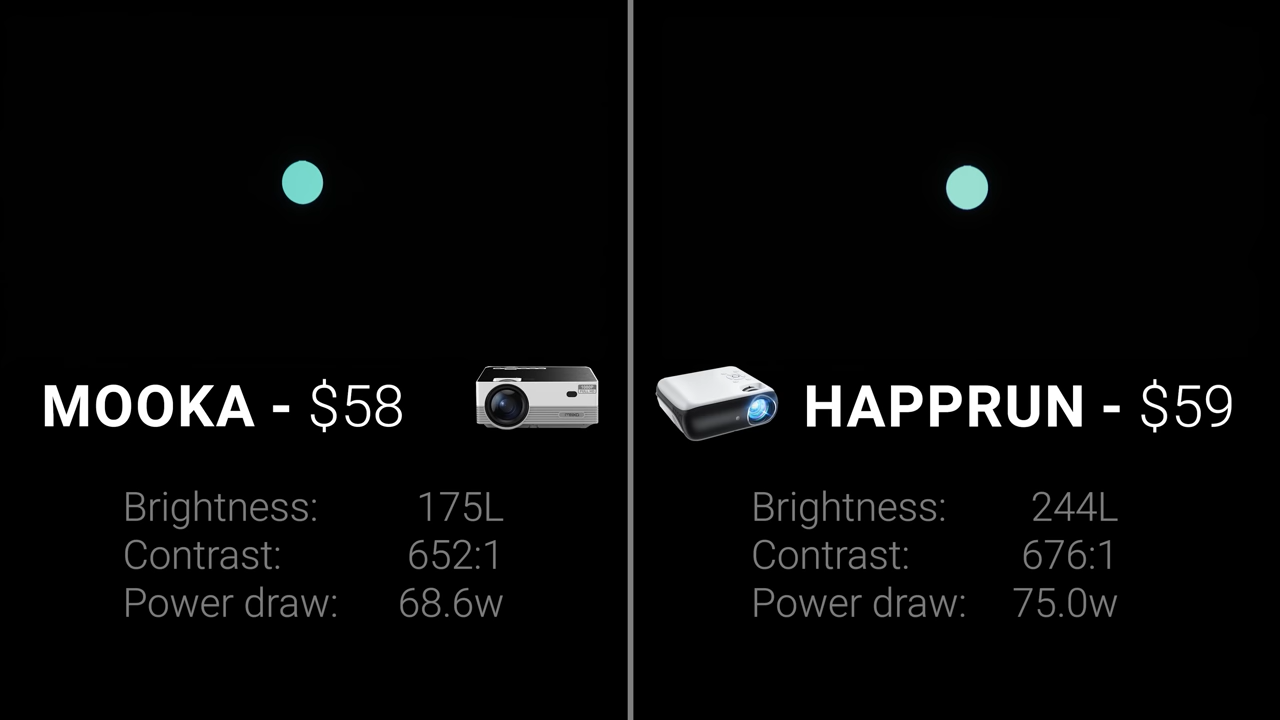 MOOKA - $58
Brightness: 175L
Contrast: 652:1
Power draw: 68.6w
HAPPRUN - $59
Brightness: 244L
Contrast: 676:1
Power draw: 75.0w